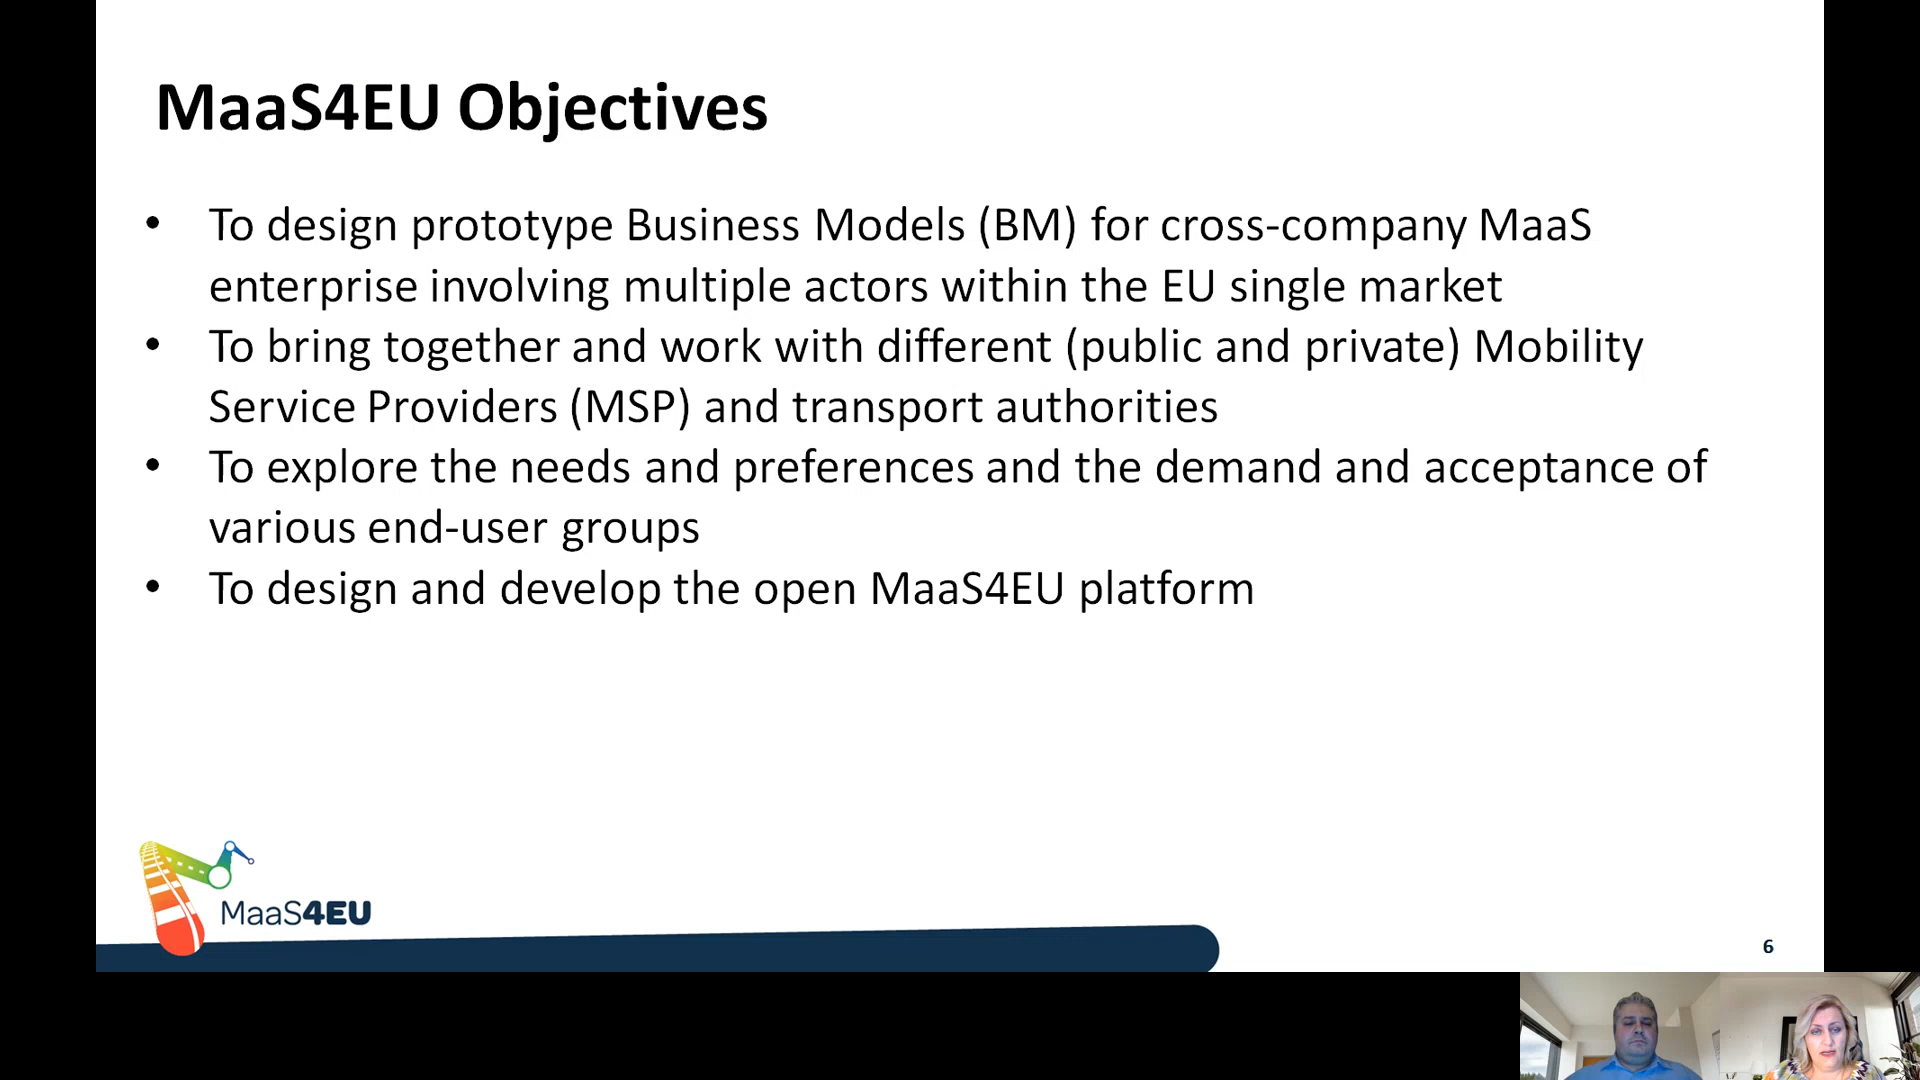 MaaS4EU Objectives
• To design prototype Business Models (BM) for cross-company MaaS
enterprise involving multiple actors within the EU single market
• To bring together and work with different (public and private) Mobility
Service Providers (MSP) and transport authorities
• To explore the needs and preferences and the demand and acceptance of
various end-user groups
• To design and develop the open MaaS4EU platform
MaaS4EU
6